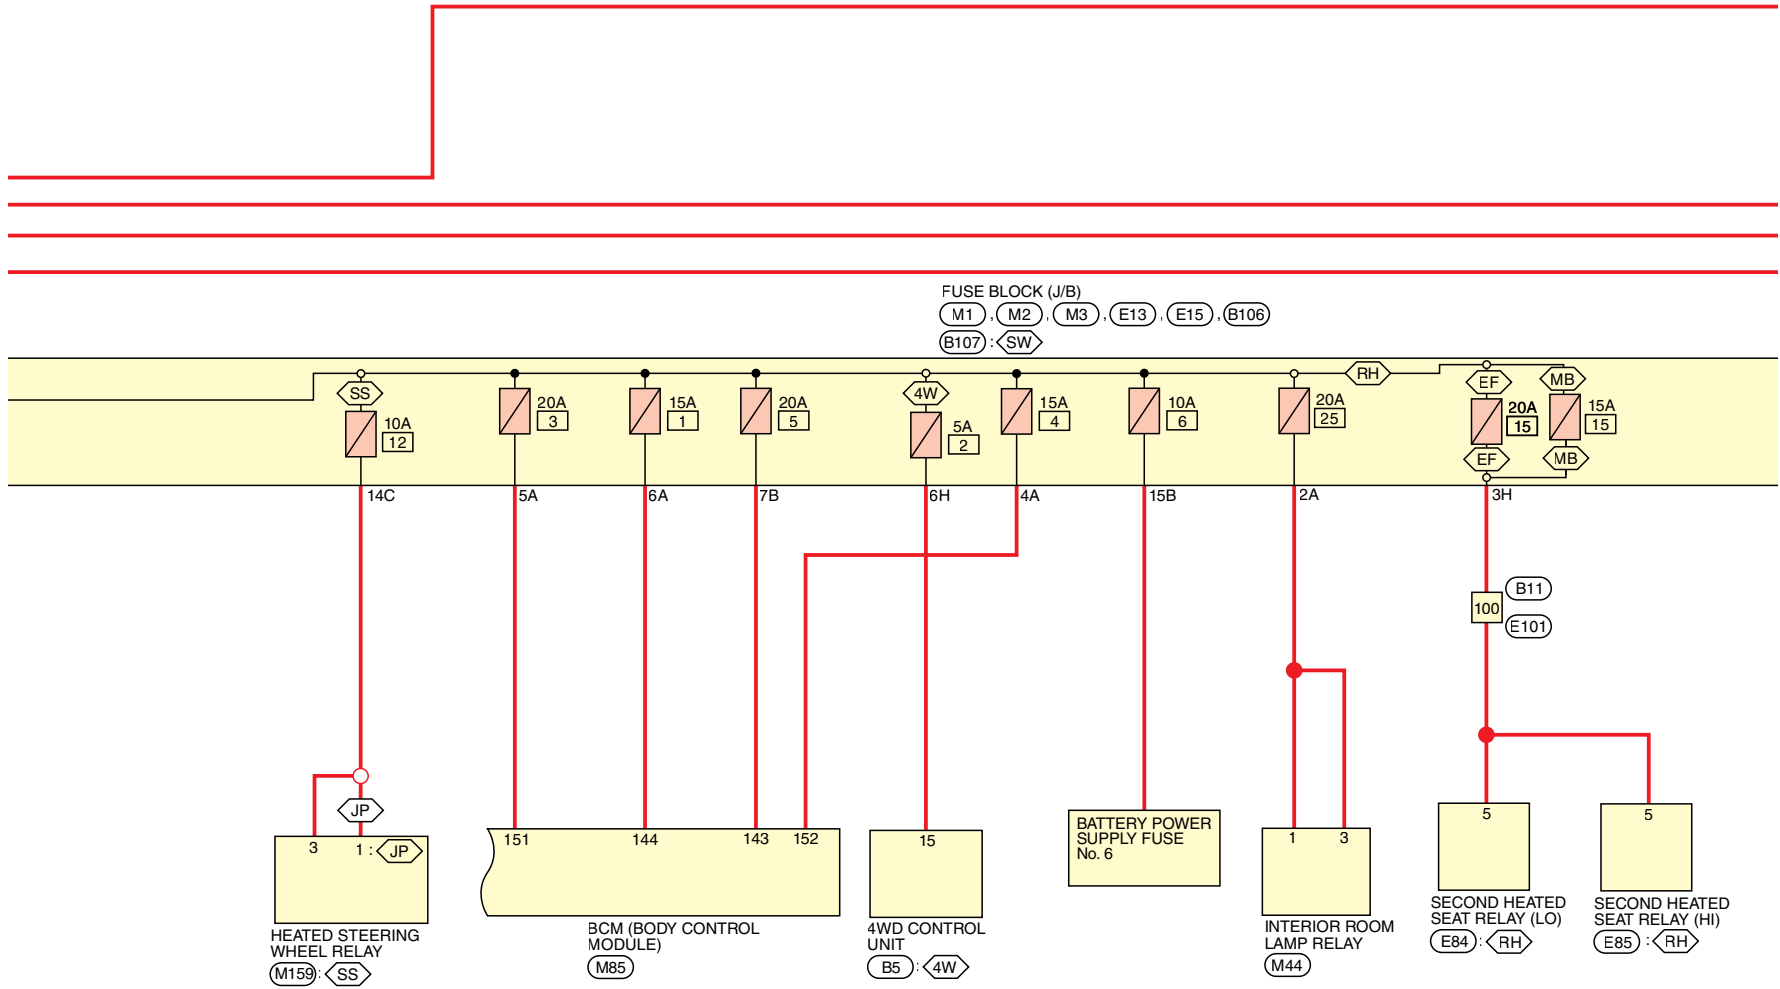 FUSE BLOCK (J/B)
M1 , M2 , M3 , E13 , E15 , B106
B107 : SW
SS
4W
RH
EF
MB
10A
12
20A
3
15A
1
20A
5
5A
2
15A
4
10A
6
20A
25
20A
15
15A
15
EF
MB
14C
5A
6A
7B
6H
4A
15B
2A
3H
B11
100
E101
JP
3
1 : JP
HEATED STEERING
WHEEL RELAY
M159 : SS
151
144
143
152
BCM (BODY CONTROL
MODULE)
M85
15
4WD CONTROL
UNIT
B5 : 4W
BATTERY POWER
SUPPLY FUSE
No. 6
1
3
INTERIOR ROOM
LAMP RELAY
M44
5
SECOND HEATED
SEAT RELAY (LO)
E84 : RH
5
SECOND HEATED
SEAT RELAY (HI)
E85 : RH